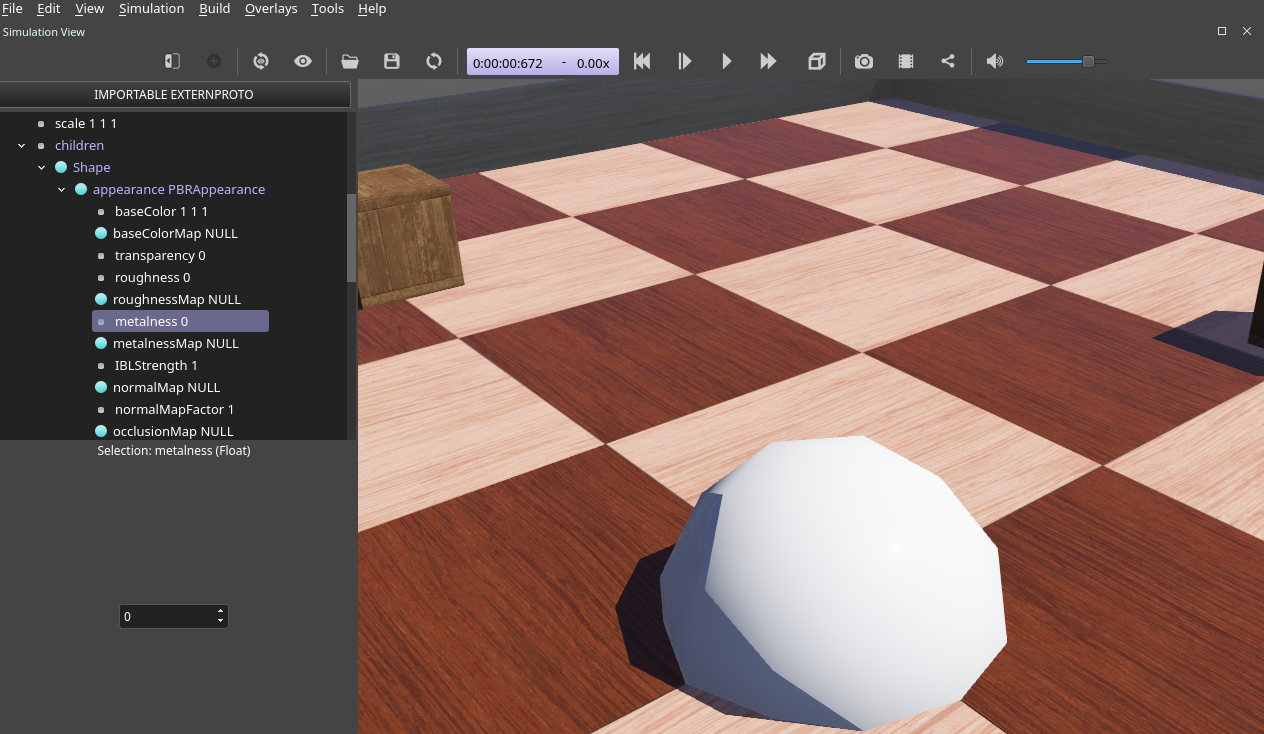 File Edit View Simulation Build Overlays Tools Help
Simulation View
0:00:00:672 - 0.00x
IMPORTABLE EXTERNPROTO
scale 1 1 1
children
Shape
appearance PBRAppearance
baseColor 1 1 1
baseColorMap NULL
transparency 0
roughness 0
roughnessMap NULL
metalness 0
metalnessMap NULL
IBLStrength 1
normalMap NULL
normalMapFactor 1
occlusionMap NULL
Selection: metalness (Float)
0